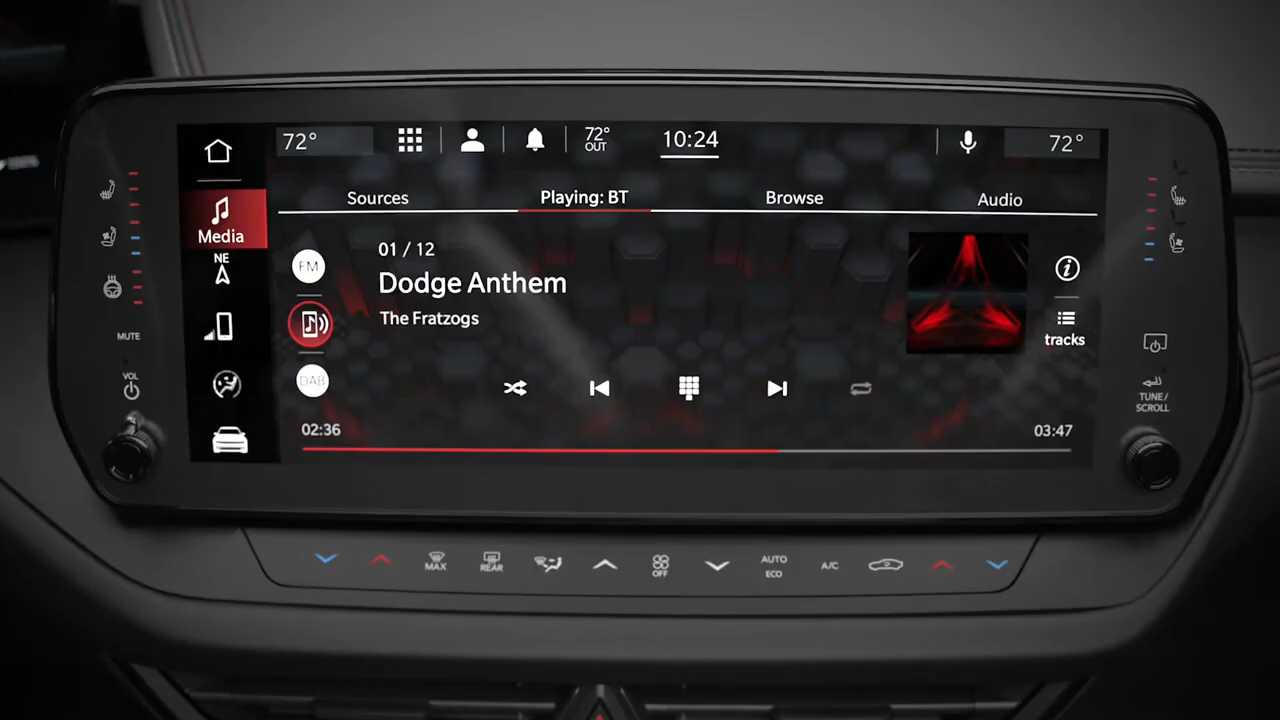 72°
72°
OUT
10:24
72°
Sources
Playing: BT
Browse
Audio
Media
NE
FM
01 / 12
Dodge Anthem
The Fratzogs
tracks
DAB
02:36
03:47
MUTE
VOL
TUNE/
SCROLL
MAX
REAR
OFF
AUTO
ECO
A/C